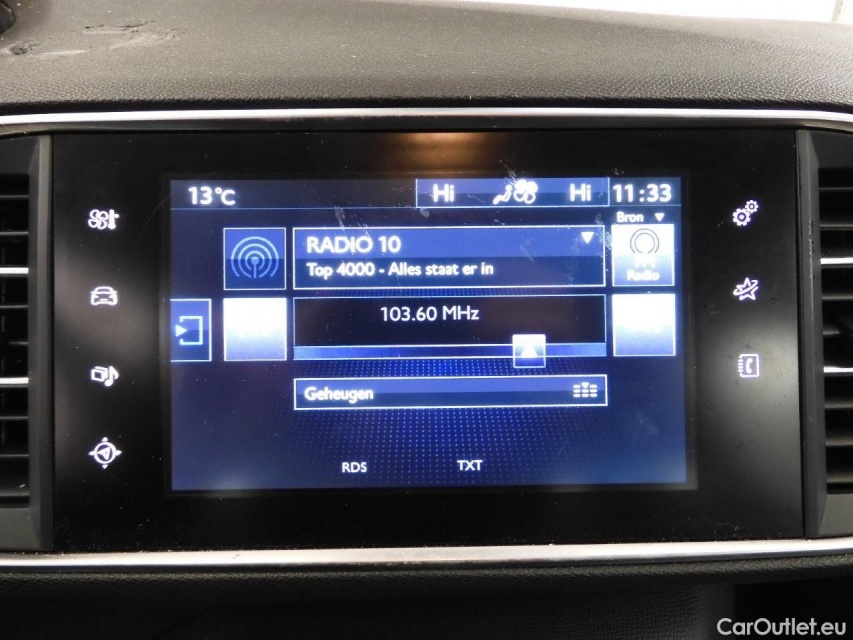 13°C
Hi
Hi
11:33
Bron
RADIO 10
Top 4000 - Alles staat er in
Radio
103.60 MHz
Geheugen
RDS
TXT
CarOutlet.eu